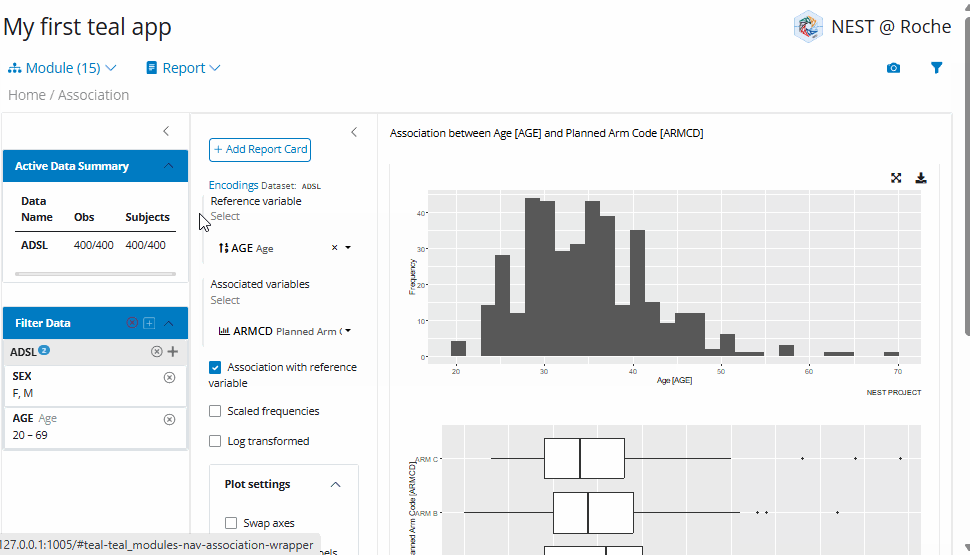 My first teal app
NEST @ Roche
Module (15)
Report
Home / Association
+ Add Report Card
Association between Age [AGE] and Planned Arm Code [ARMCD]
Active Data Summary
Data Name
Obs
Subjects
ADSL
400/400
400/400
Filter Data
ADSL 2
SEX
F, M
AGE Age
20 – 69
Encodings Dataset: ADSL
Reference variable
Select
AGE Age
Associated variables
Select
ARMCD Planned Arm C
Association with reference
variable
Scaled frequencies
Log transformed
Plot settings
Swap axes
Frequency
40
30
20
10
0
20
30
40
50
60
70
Age [AGE]
NEST PROJECT
ARM C
ARM B
anned Arm Code [ARMCD]
127.0.0.1:1005/#teal-teal_modules-nav-association-wrapper